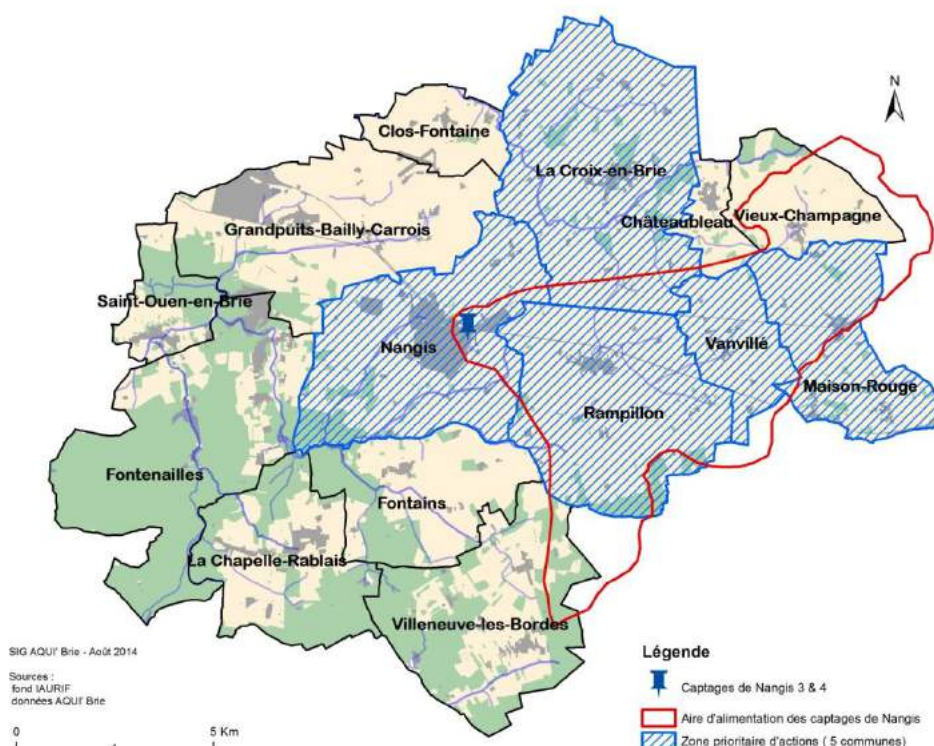 N
Clos-Fontaine
La Croix-en-Brie
Châteaubleau
Vieux-Champagne
Grandpuits-Bailly-Carrois
Saint-Ouen-en-Brie
Nangis
Vanvillé
Maison-Rouge
Rampillon
Fontenailles
Fontains
La Chapelle-Rablais
Villeneuve-les-Bordes
SIG AQUI' Brie - Août 2014
Sources :
fond IAURIF
données AQUI' Brie
0 5 Km
Légende
Captages de Nangis 3 & 4
Aire d'alimentation des captages de Nangis
Zone prioritaire d'actions ( 5 communes)